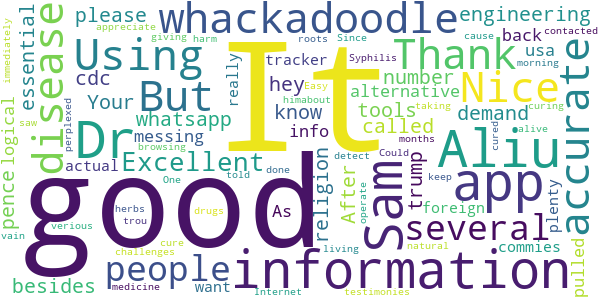 whackadoodle engineering
please back
roots Since cause contacted
immediately essential disease Using It Thank Nice accurate
appreciate giving harm Syphilis
cdc really tracker Easy morning usa
Your But hey number alternative
whatsapp know info tools demand
messing called taking curing
saw perplexed logical Dr Aliu
browsing months detect cured alive
actual Excellent Could
pence good Sam app
One told done himabout keep
religion After trump several
As operate foreign commies plenty pulled
vain verious herbs trou drugs
besides people information
cure want living natural
medicine challenges Internet testimonies